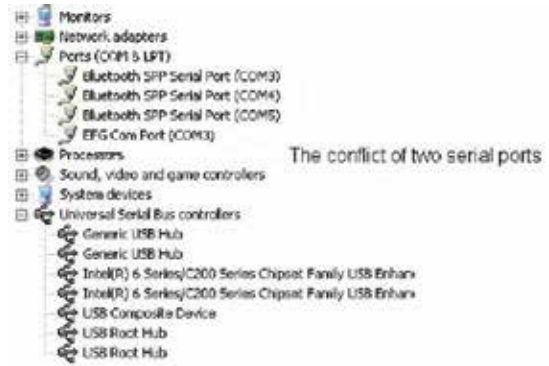 Monitors
Network adapters
Ports (COM & LPT)
Bluetooth SPP Serial Port (COM3)
Bluetooth SPP Serial Port (COM4)
Bluetooth SPP Serial Port (COM5)
EFG Com Port (COM3)
Processors
The conflict of two serial ports
Sound, video and game controllers
System devices
Universal Serial Bus controllers
Generic USB Hub
Generic USB Hub
Intel(R) 6 Series/C200 Series Chipset Family USB Enhan
Intel(R) 6 Series/C200 Series Chipset Family USB Enhan
USB Composite Device
USB Root Hub
USB Root Hub